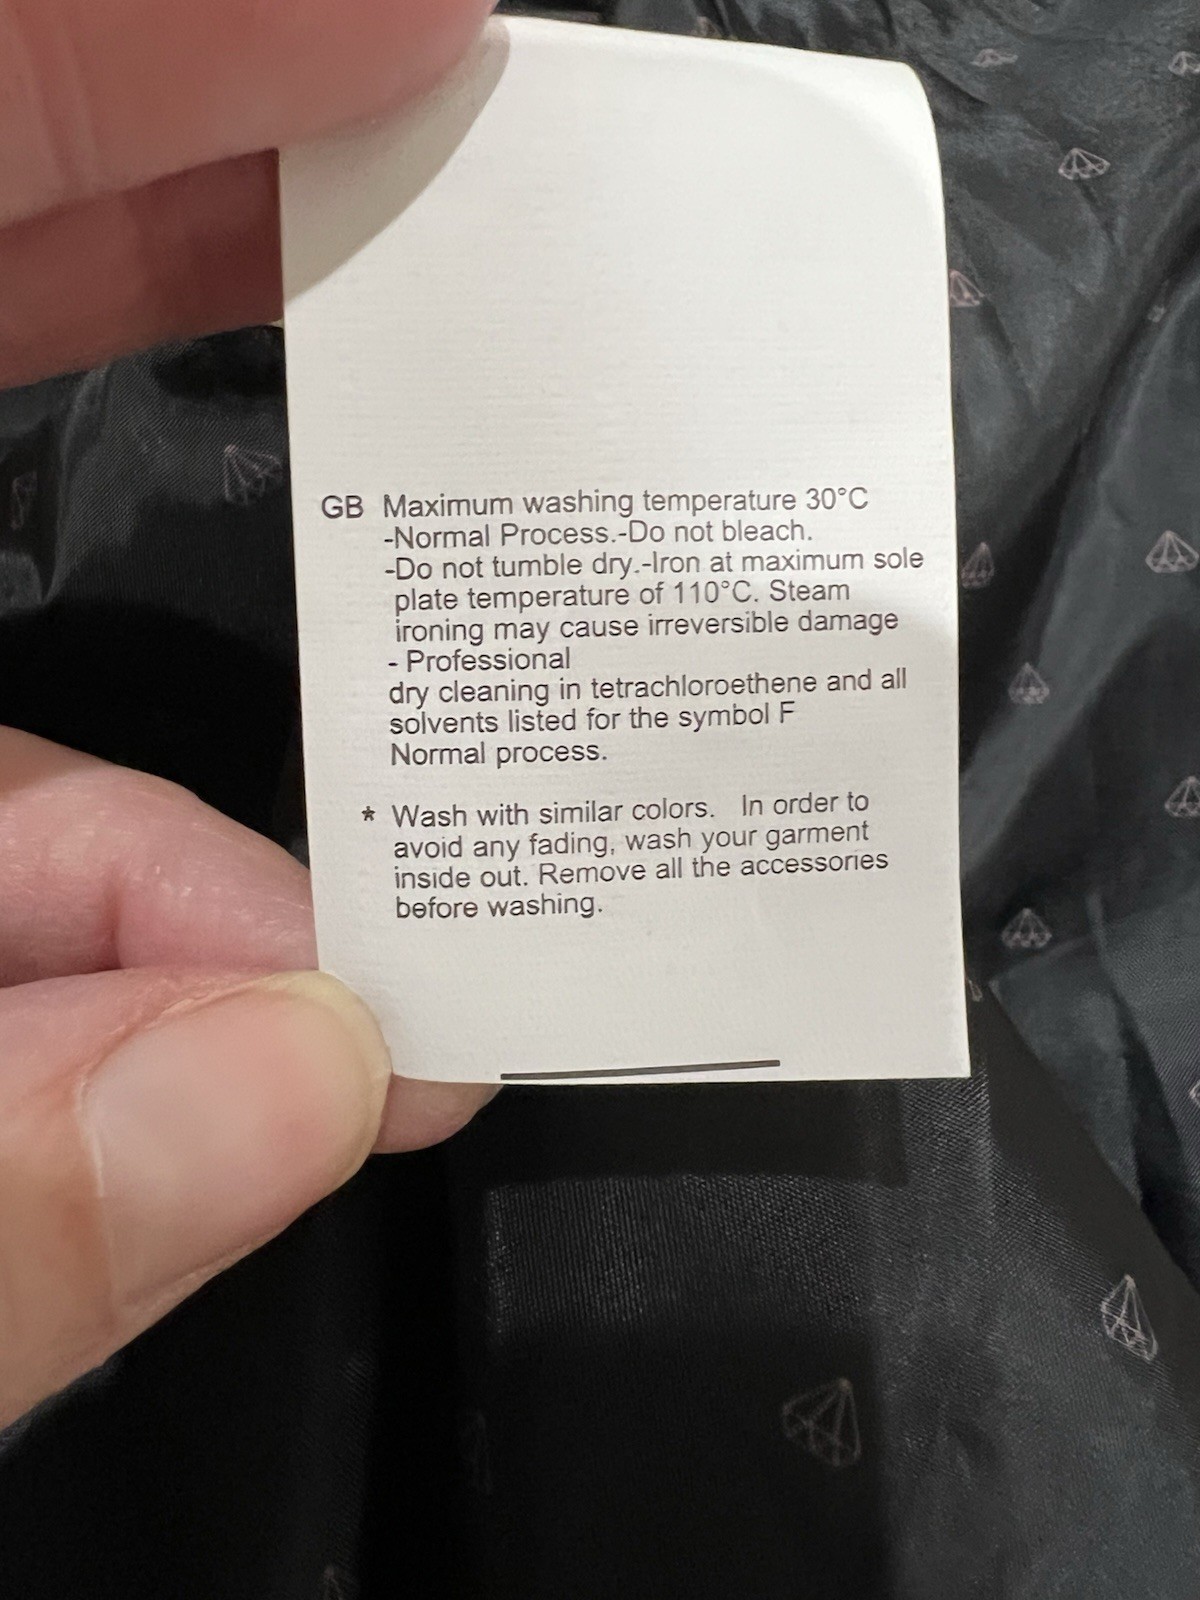 GB Maximum washing temperature 30°C
-Normal Process.-Do not bleach.
-Do not tumble dry.-Iron at maximum sole
plate temperature of 110°C. Steam
ironing may cause irreversible damage
- Professional
dry cleaning in tetrachloroethene and all
solvents listed for the symbol F
Normal process.
* Wash with similar colors. In order to
avoid any fading, wash your garment
inside out. Remove all the accessories
before washing.